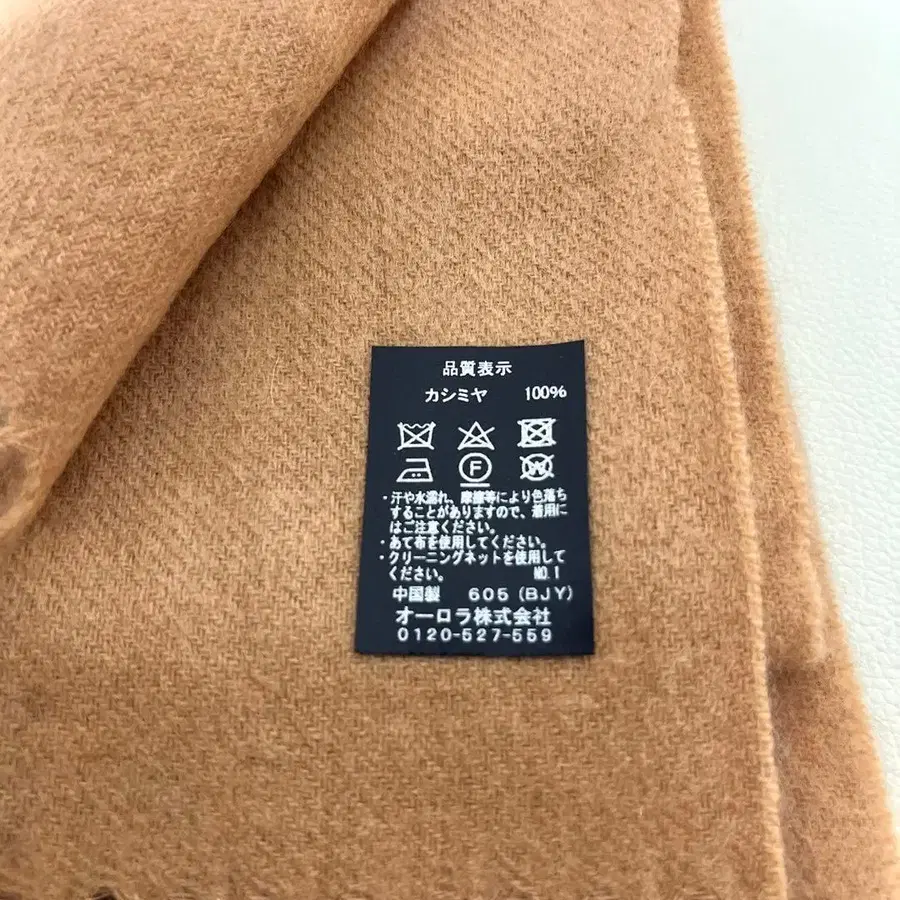 品質表示
カシミヤ 100%
F W
・汗や水濡れ、摩擦等により色落ち
することがありますので、着用に
はご注意ください。
・あて布を使用してください。
・クリーニングネットを使用して
ください。 NO.1
中国製 605 (BJY)
オーロラ株式会社
0120-527-559